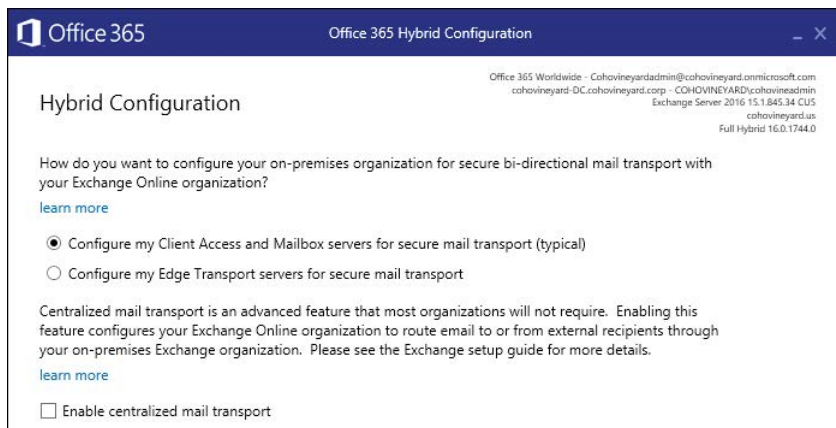 Office 365
Office 365 Hybrid Configuration
Office 365 Worldwide - Cohovineyardadmin@cohovineyard.onmicrosoft.com
cohovineyard-DC.cohovineyard.corp - COHOVINEYARD\cohovineadmin
Exchange Server 2016 15.1.845.34 CU5
cohovineyard.us
Full Hybrid 16.0.1744.0
Hybrid Configuration
How do you want to configure your on-premises organization for secure bi-directional mail transport with
your Exchange Online organization?
learn more
Configure my Client Access and Mailbox servers for secure mail transport (typical)
Configure my Edge Transport servers for secure mail transport
Centralized mail transport is an advanced feature that most organizations will not require. Enabling this
feature configures your Exchange Online organization to route email to or from external recipients through
your on-premises Exchange organization. Please see the Exchange setup guide for more details.
learn more
Enable centralized mail transport